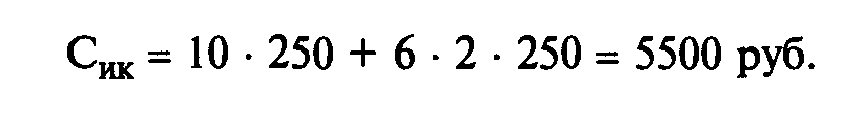 Сик = 10 · 250 + 6 · 2 · 250 = 5500 руб.